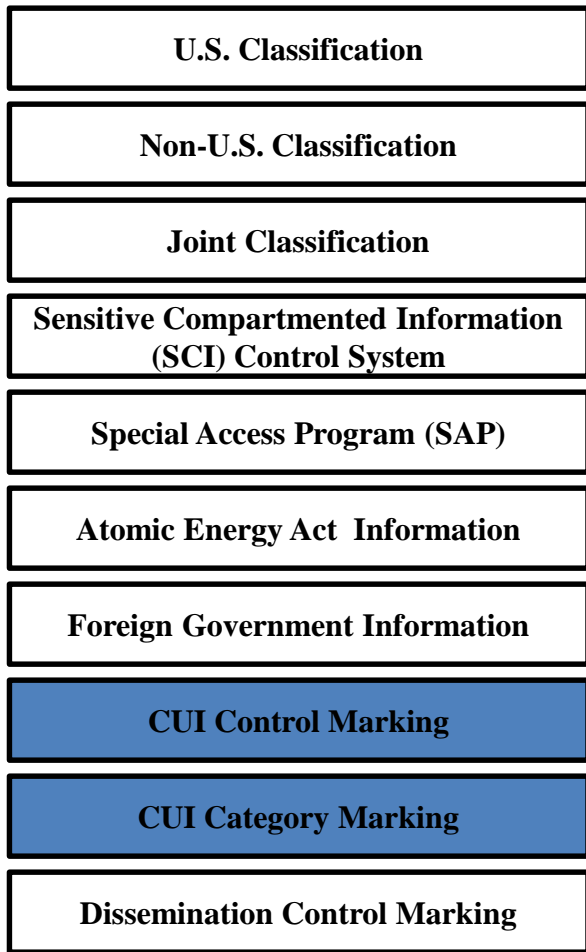 U.S. Classification
Non-U.S. Classification
Joint Classification
Sensitive Compartmented Information
(SCI) Control System
Special Access Program (SAP)
Atomic Energy Act  Information
Foreign Government Information
CUI Control Marking
CUI Category Marking
Dissemination Control Marking